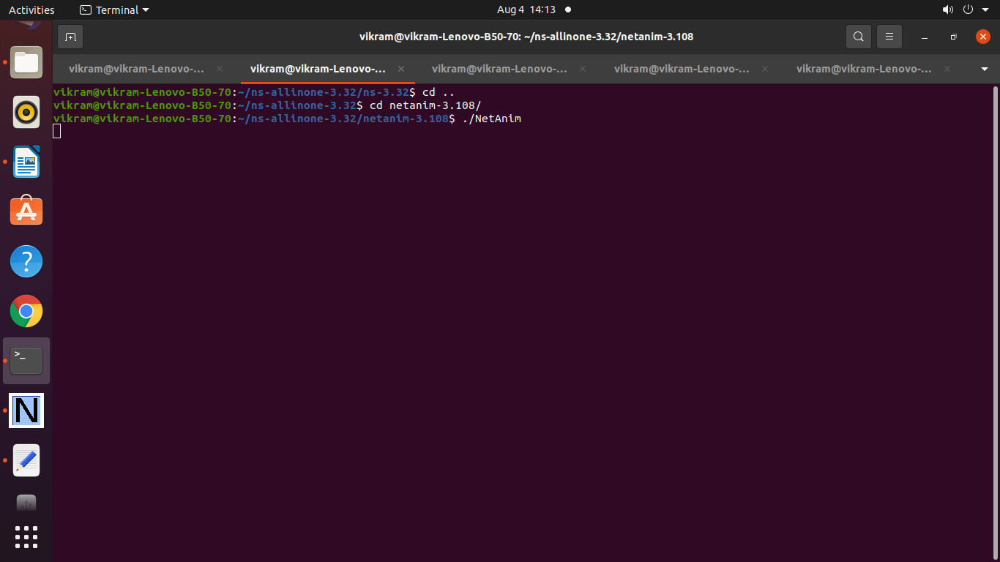 Activities Terminal Aug 4 14:13
vikram@vikram-Lenovo-B50-70: ~/ns-allinone-3.32/netanim-3.108
vikram@vikram-Lenovo-... vikram@vikram-Lenovo-... vikram@vikram-Lenovo-... vikram@vikram-Lenovo-... vikram@vikram-Lenovo-...
vikram@vikram-Lenovo-B50-70:~/ns-allinone-3.32/ns-3.32$ cd ..
vikram@vikram-Lenovo-B50-70:~/ns-allinone-3.32$ cd netanim-3.108/
vikram@vikram-Lenovo-B50-70:~/ns-allinone-3.32/netanim-3.108$ ./NetAnim
?
>_
N